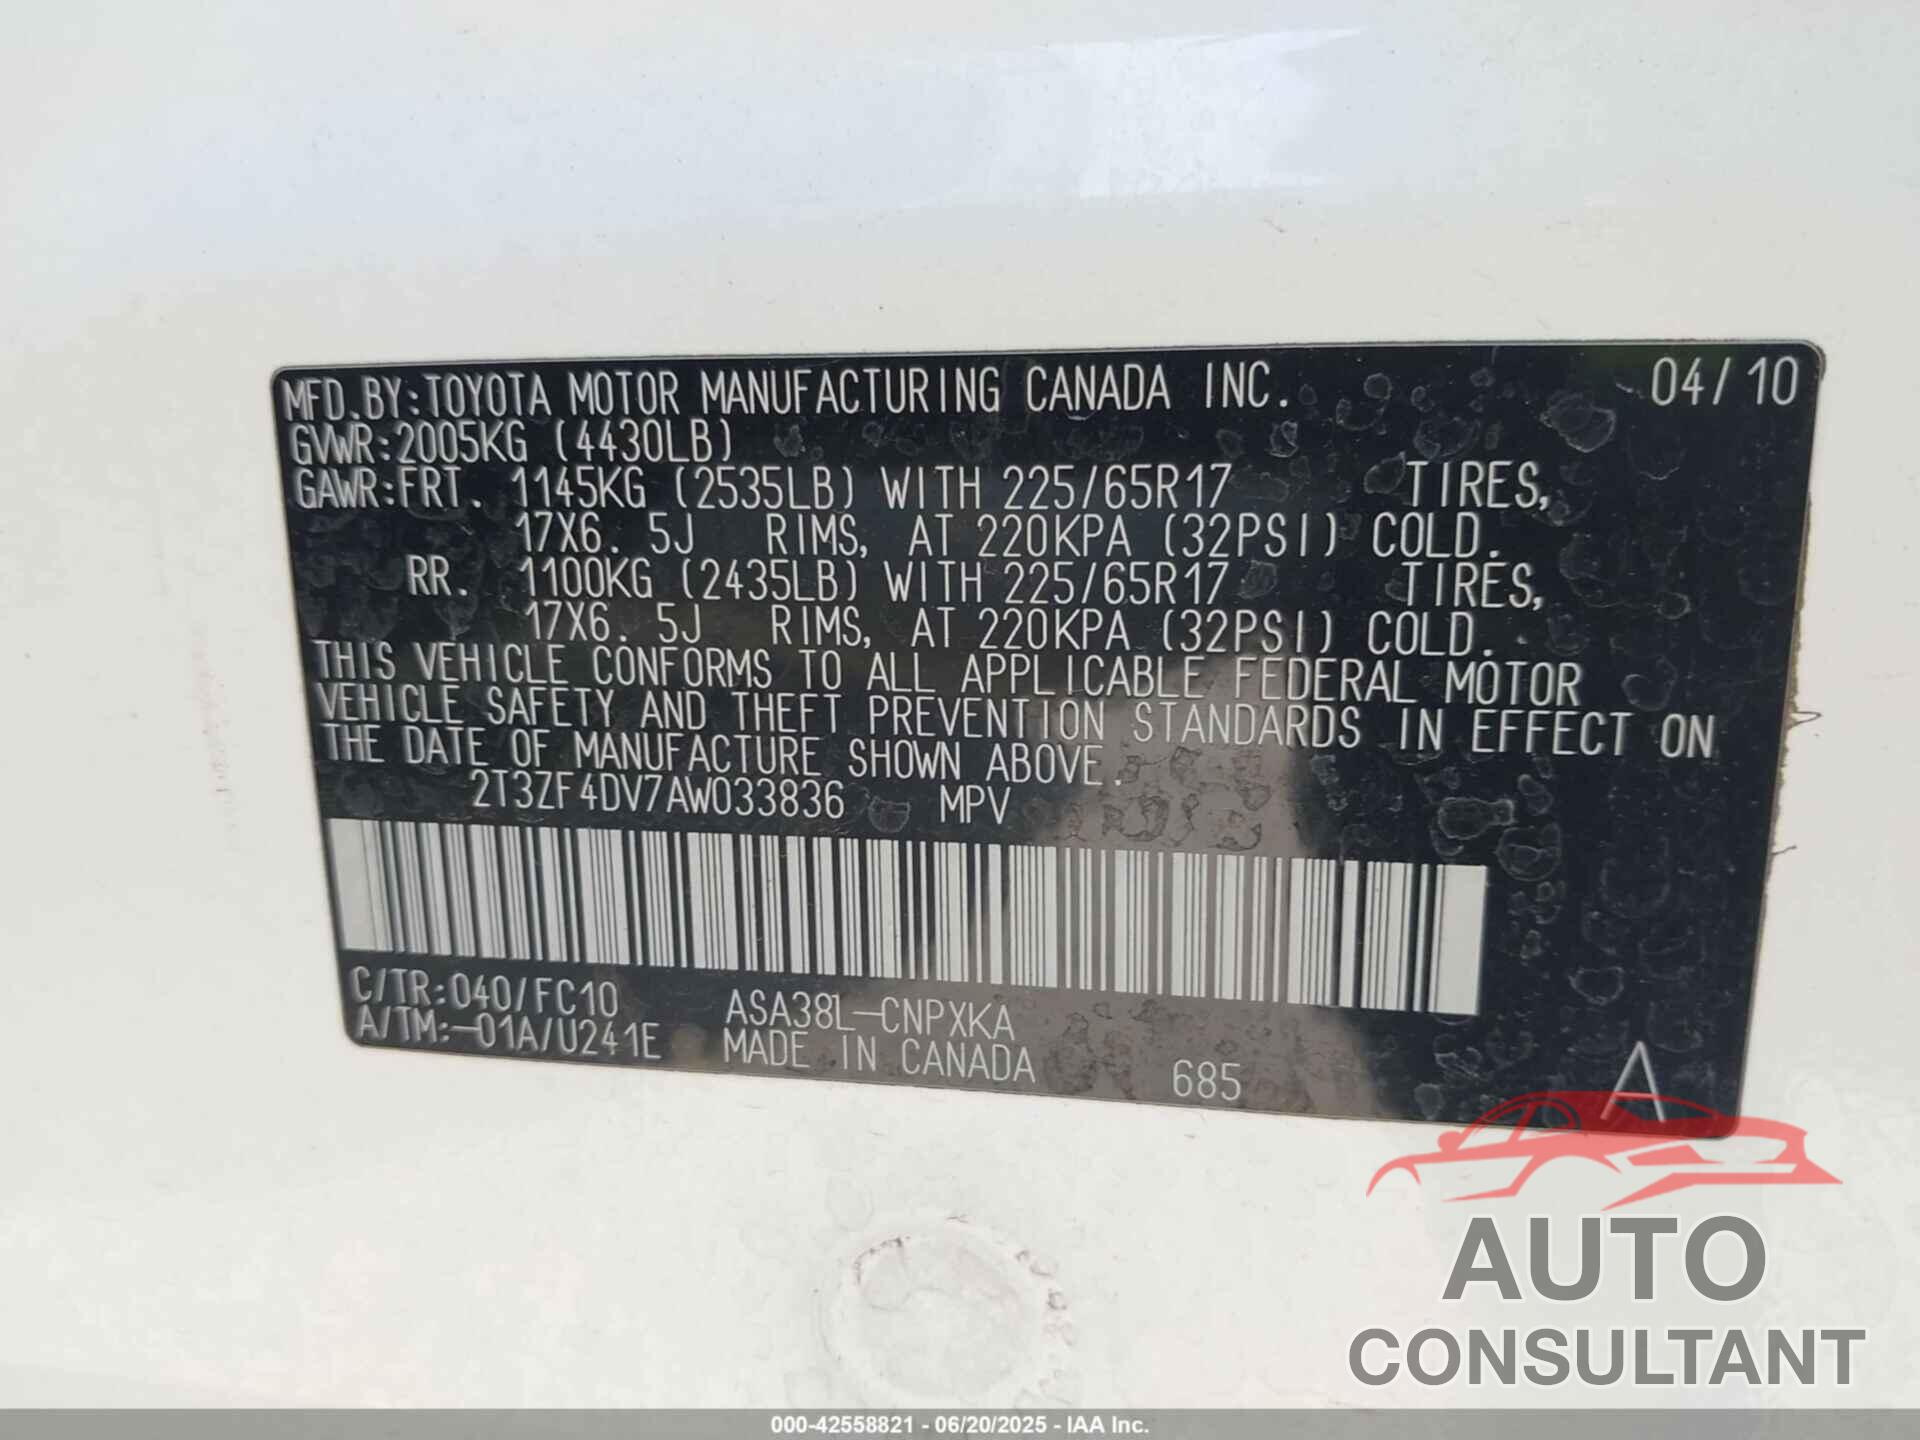 MFD.BY:TOYOTA MOTOR MANUFACTURING CANADA INC. 04/10
GVWR:2005KG (4430LB)
GAWR:FRT. 1145KG (2535LB) WITH 225/65R17 TIRES,
17X6. 5J RIMS, AT 220KPA (32PSI) COLD.
RR. 1100KG (2435LB) WITH 225/65R17 TIRES,
17X6. 5J RIMS, AT 220KPA (32PSI) COLD.
THIS VEHICLE CONFORMS TO ALL APPLICABLE FEDERAL MOTOR
VEHICLE SAFETY AND THEFT PREVENTION STANDARDS IN EFFECT ON
THE DATE OF MANUFACTURE SHOWN ABOVE.
2T3ZF4DV7AW033836 MPV
C/TR:040/FC10 ASA38L-CNPXKA
A/TM:-01A/U241E MADE IN CANADA 685 A
AUTO
CONSULTANT
000-42558821 - 06/20/2025 - IAA Inc.